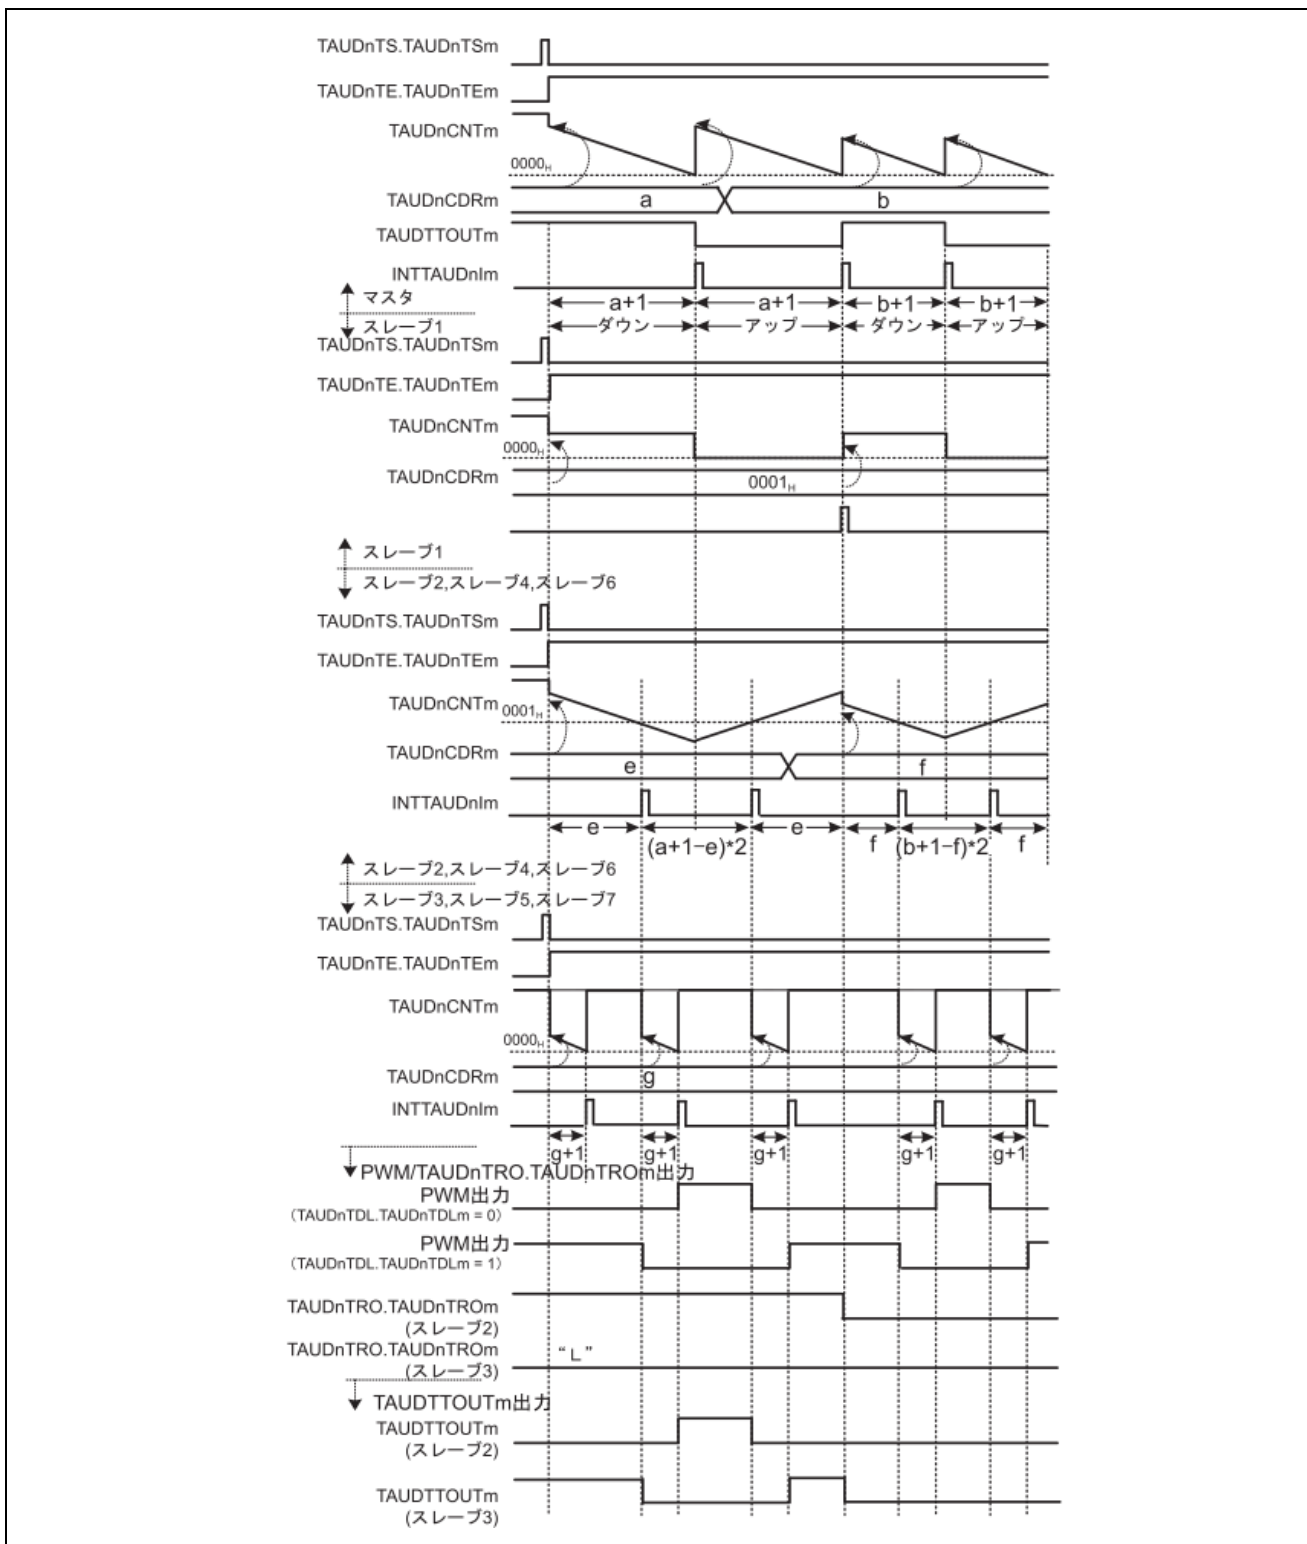 TAUDnTS.TAUDnTSm
TAUDnTE.TAUDnTEm
TAUDnCNTm
0000H
TAUDnCDRm
a
b
TAUDTTOUTm
INTTAUDnIm
マスタ
a+1
a+1
b+1
b+1
スレーブ1
ダウン
アップ
ダウン
アップ
TAUDnTS.TAUDnTSm
TAUDnTE.TAUDnTEm
TAUDnCNTm
0000H
TAUDnCDRm
0001H
スレーブ1
スレーブ2,スレーブ4,スレーブ6
TAUDnTS.TAUDnTSm
TAUDnTE.TAUDnTEm
TAUDnCNTm
0001H
TAUDnCDRm
e
f
INTTAUDnIm
e
(a+1-e)*2
e
f
(b+1-f)*2
f
スレーブ2,スレーブ4,スレーブ6
スレーブ3,スレーブ5,スレーブ7
TAUDnTS.TAUDnTSm
TAUDnTE.TAUDnTEm
TAUDnCNTm
0000H
TAUDnCDRm
g
INTTAUDnIm
g+1
g+1
g+1
g+1
g+1
PWM/TAUDnTRO.TAUDnTROm出力
PWM出力
（TAUDnTDL.TAUDnTDLm = 0）
PWM出力
（TAUDnTDL.TAUDnTDLm = 1）
TAUDnTRO.TAUDnTROm
(スレーブ2)
TAUDnTRO.TAUDnTROm
(スレーブ3)
“L”
TAUDTTOUTm出力
TAUDTTOUTm
(スレーブ2)
TAUDTTOUTm
(スレーブ3)